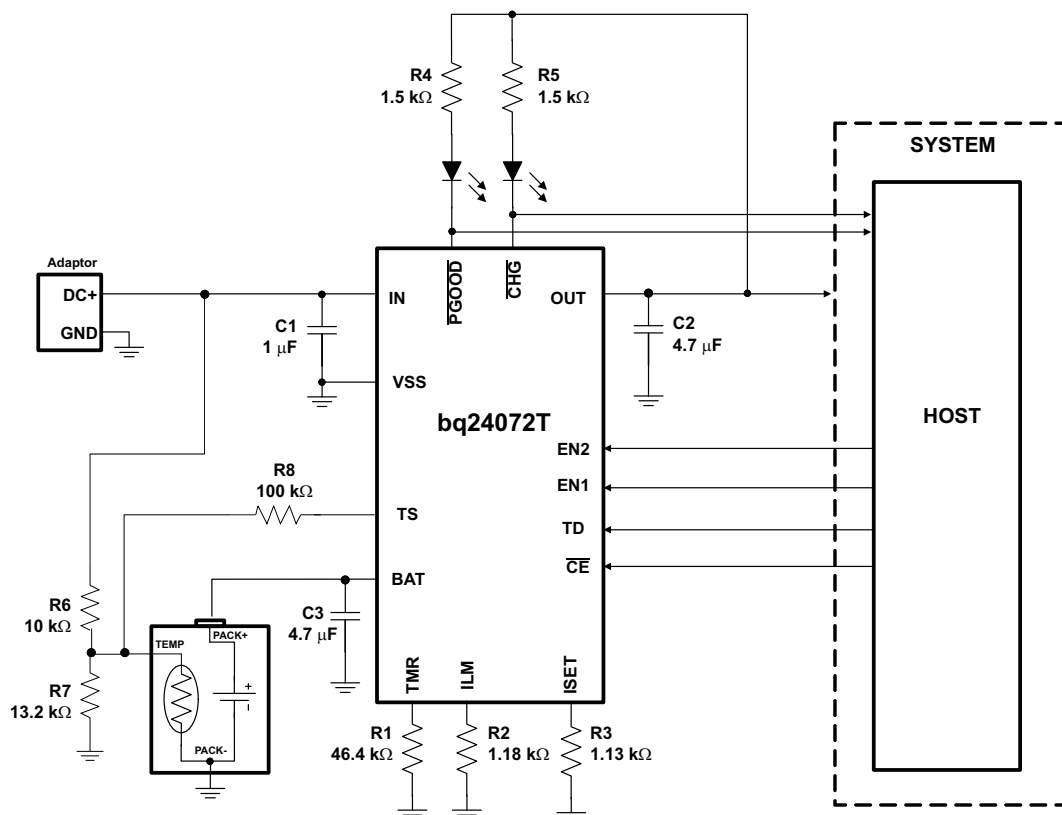 R4
1.5 kΩ
R5
1.5 kΩ
SYSTEM
Adaptor
DC+
GND
IN
PGOOD
CHG
OUT
C1
1 μF
C2
4.7 μF
VSS
bq24072T
HOST
EN2
EN1
R8
100 kΩ
TS
TD
CE
BAT
R6
10 kΩ
C3
4.7 μF
PACK+
TEMP
+
−
R7
13.2 kΩ
PACK-
TMR
ILM
ISET
R1
46.4 kΩ
R2
1.18 kΩ
R3
1.13 kΩ